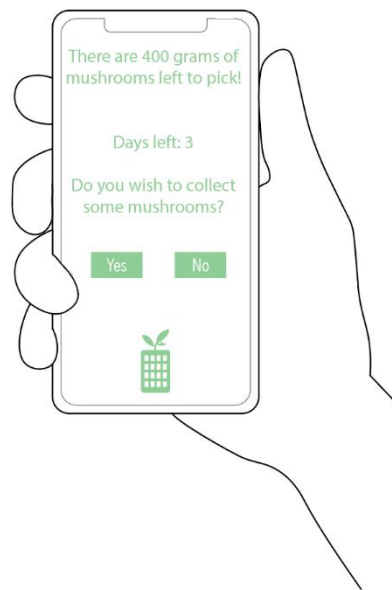 There are 400 grams of
mushrooms left to pick!
Days left: 3
Do you wish to collect
some mushrooms?
Yes No